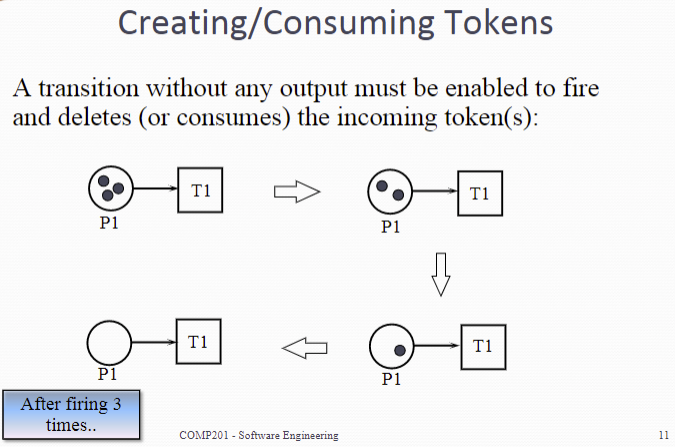 Creating/Consuming Tokens
A transition without any output must be enabled to fire
and deletes (or consumes) the incoming token(s):
T1
P1
T1
P1
T1
P1
T1
P1
After firing 3
times..
COMP201 - Software Engineering
11